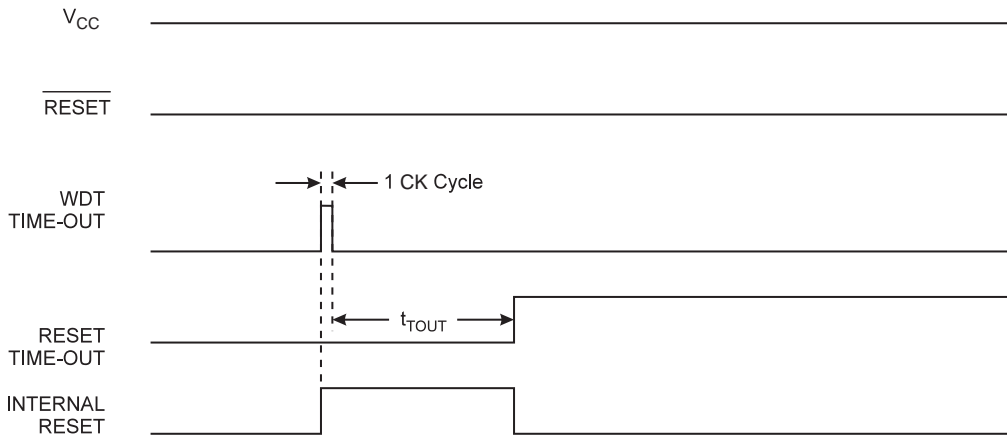 VCC
RESET
1 CK Cycle
WDT
TIME-OUT
tTOUT
RESET
TIME-OUT
INTERNAL
RESET